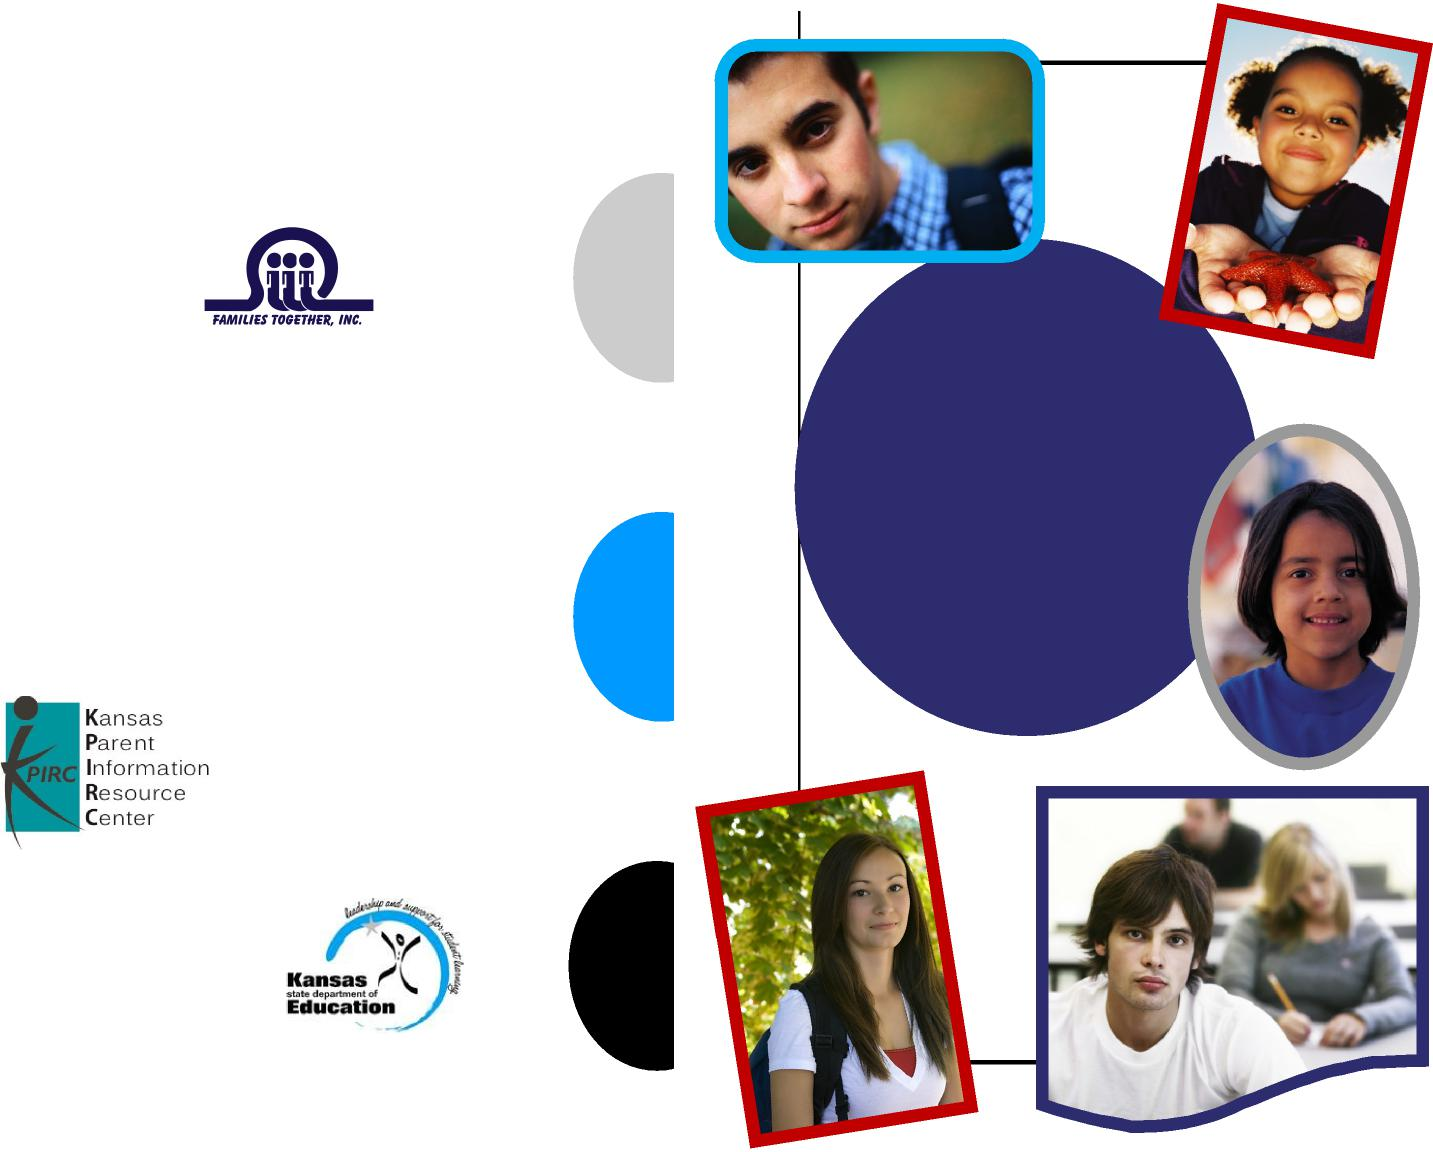 FAMILIES TOGETHER, INC.
PIRC
Kansas
Parent
Information
Resource
Center
leadership and support for student learning
Kansas
state department of
Education